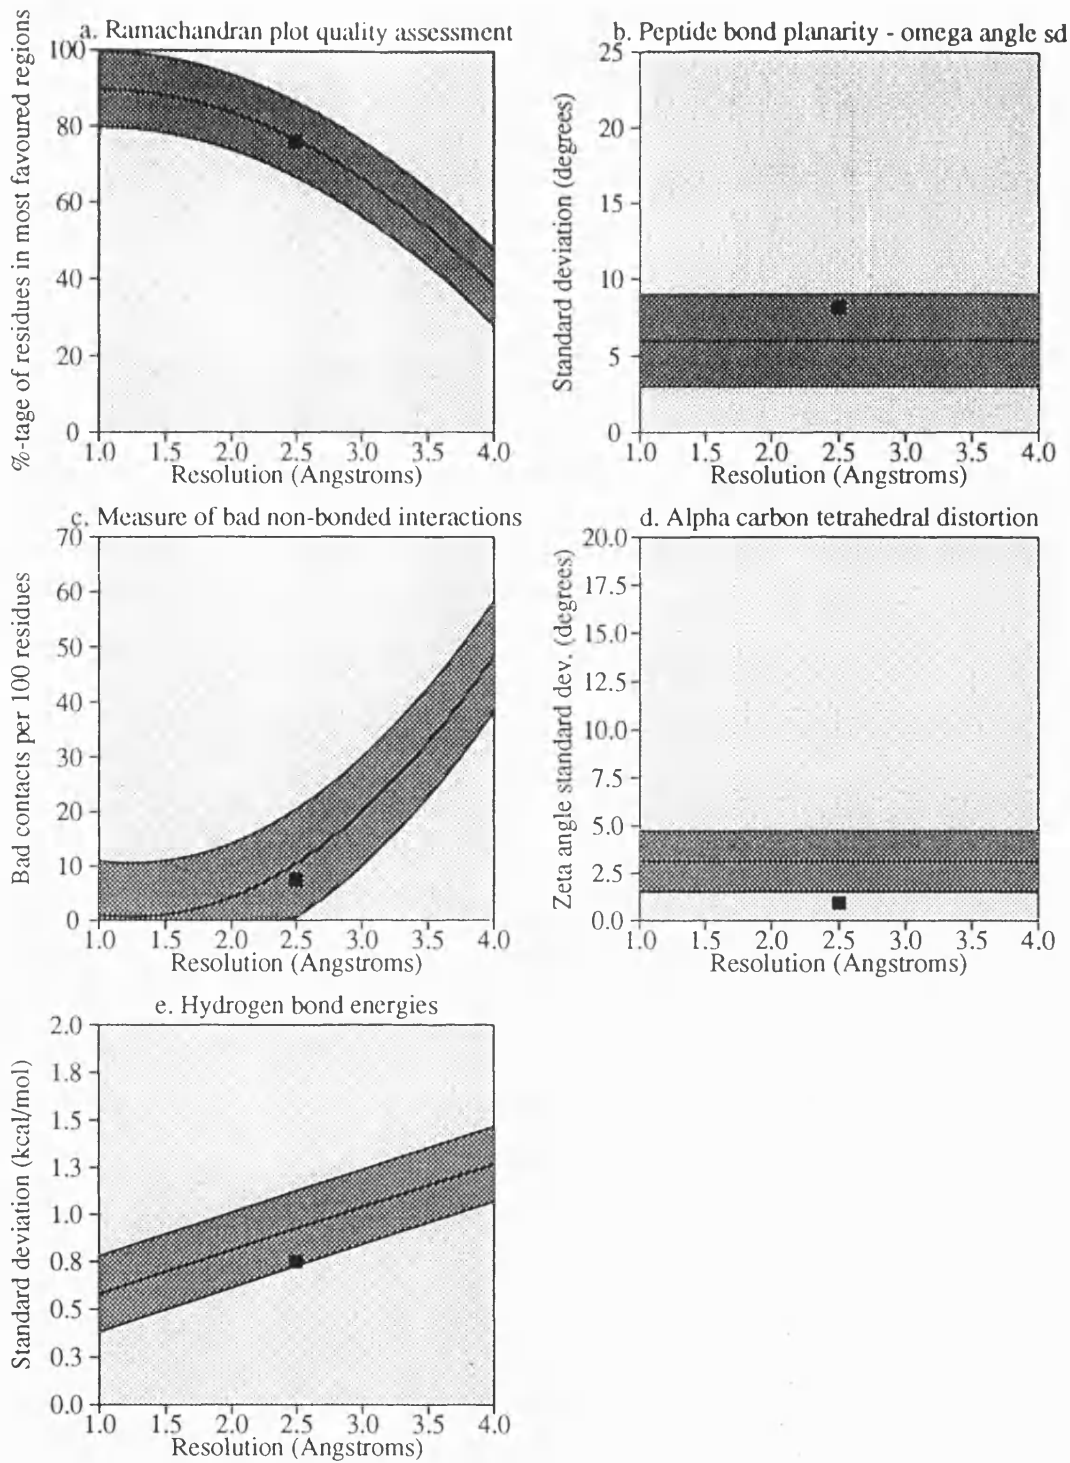 a. Ramachandran plot quality assessment
%-tage of residues in most favoured regions
100
80
60
40
20
0
1.0 1.5 2.0 2.5 3.0 3.5 4.0
Resolution (Angstroms)
b. Peptide bond planarity - omega angle sd
Standard deviation (degrees)
25
20
15
10
5
0
1.0 1.5 2.0 2.5 3.0 3.5 4.0
Resolution (Angstroms)
c. Measure of bad non-bonded interactions
Bad contacts per 100 residues
70
60
50
40
30
20
10
0
1.0 1.5 2.0 2.5 3.0 3.5 4.0
Resolution (Angstroms)
d. Alpha carbon tetrahedral distortion
Zeta angle standard dev. (degrees)
20.0
17.5
15.0
12.5
10.0
7.5
5.0
2.5
0.0
1.0 1.5 2.0 2.5 3.0 3.5 4.0
Resolution (Angstroms)
e. Hydrogen bond energies
Standard deviation (kcal/mol)
2.0
1.8
1.5
1.3
1.0
0.8
0.5
0.3
0.0
1.0 1.5 2.0 2.5 3.0 3.5 4.0
Resolution (Angstroms)